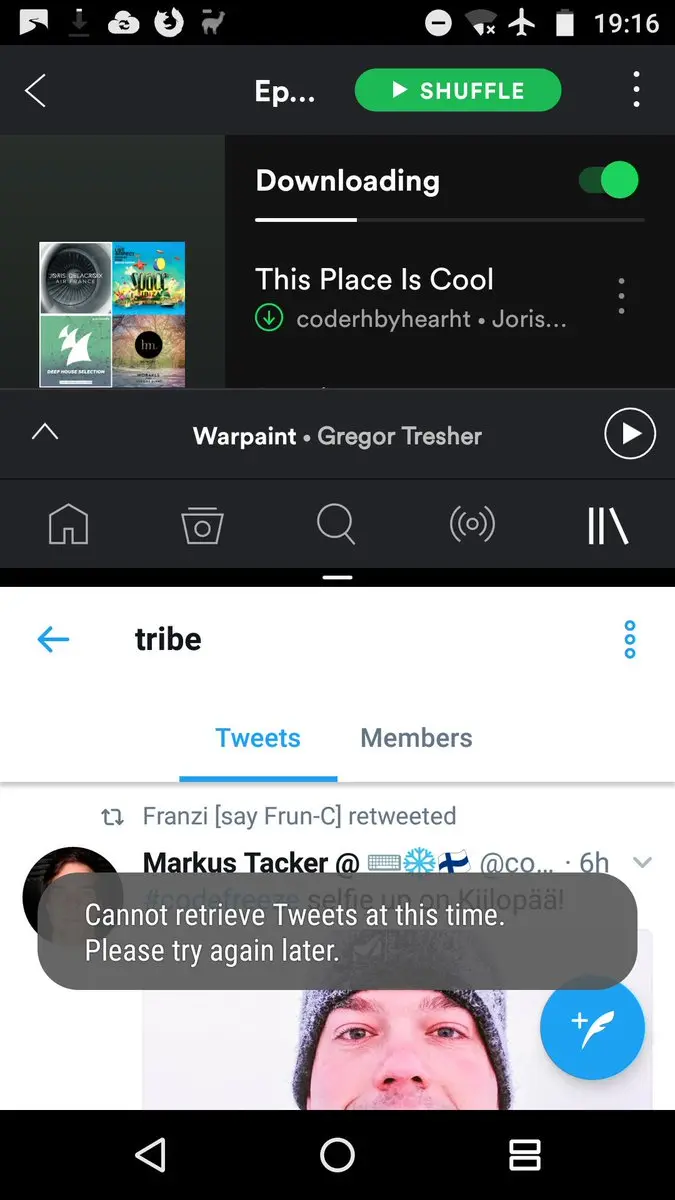 19:16
Ep...
SHUFFLE
Downloading
JORIS DELACROIX
AIR FRANCE
DEEP HOUSE SELECTION
hm.
This Place Is Cool
coderhbyhearht • Joris...
Warpaint • Gregor Tresher
tribe
Tweets Members
Franzi [say Frun-C] retweeted
Markus Tacker @ ⌨️❄️🇫🇮 @co... · 6h
#codefreeze selfie up on Kiilopää!
Cannot retrieve Tweets at this time.
Please try again later.